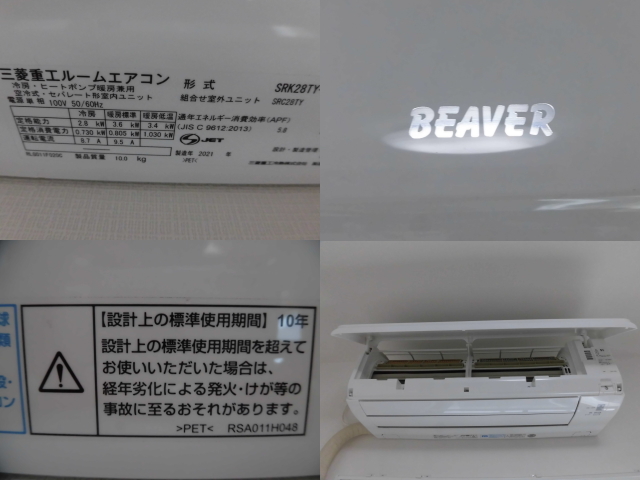 三菱重工ルームエアコン
冷房・ヒートポンプ暖房兼用
空冷式・セパレート形室内ユニット
電源 単相 100V 50/60Hz
冷房 暖房標準 暖房低温
定格能力 2.8 kW 3.6 kW 3.4 kW
定格消費電力 0.730 kW 0.805 kW 1.030 kW
運転電流 8.7 A 9.5 A
製品質量 10.0 kg
形式 SRK28TY
組合せ室外ユニット SRC28TY
通年エネルギー消費効率(APF)
(JIS C 9612:2013) 5.8
JET
製造年 2021 年
>PET<
BEAVER
【設計上の標準使用期間】10年
設計上の標準使用期間を超えて
お使いいただいた場合は、
経年劣化による発火・けが等の
事故に至るおそれがあります。
>PET< RSA011H048